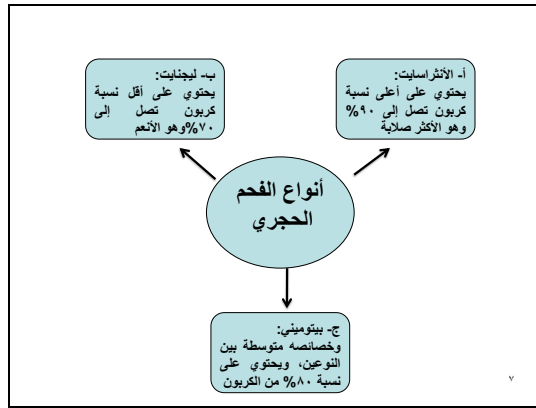 أ- الأنثراسايت:
يحتوي على أعلى نسبة
كربون تصل إلى ٩٠%
وهو الأكثر صلابة
ب- ليجنايت:
يحتوي على أقل نسبة
كربون تصل إلى
٧٠%وهو الأنعم
أنواع الفحم
الحجري
ج- بيتوميني:
وخصائصه متوسطة بين
النوعين، ويحتوي على
نسبة ٨٠% من الكربون
٧